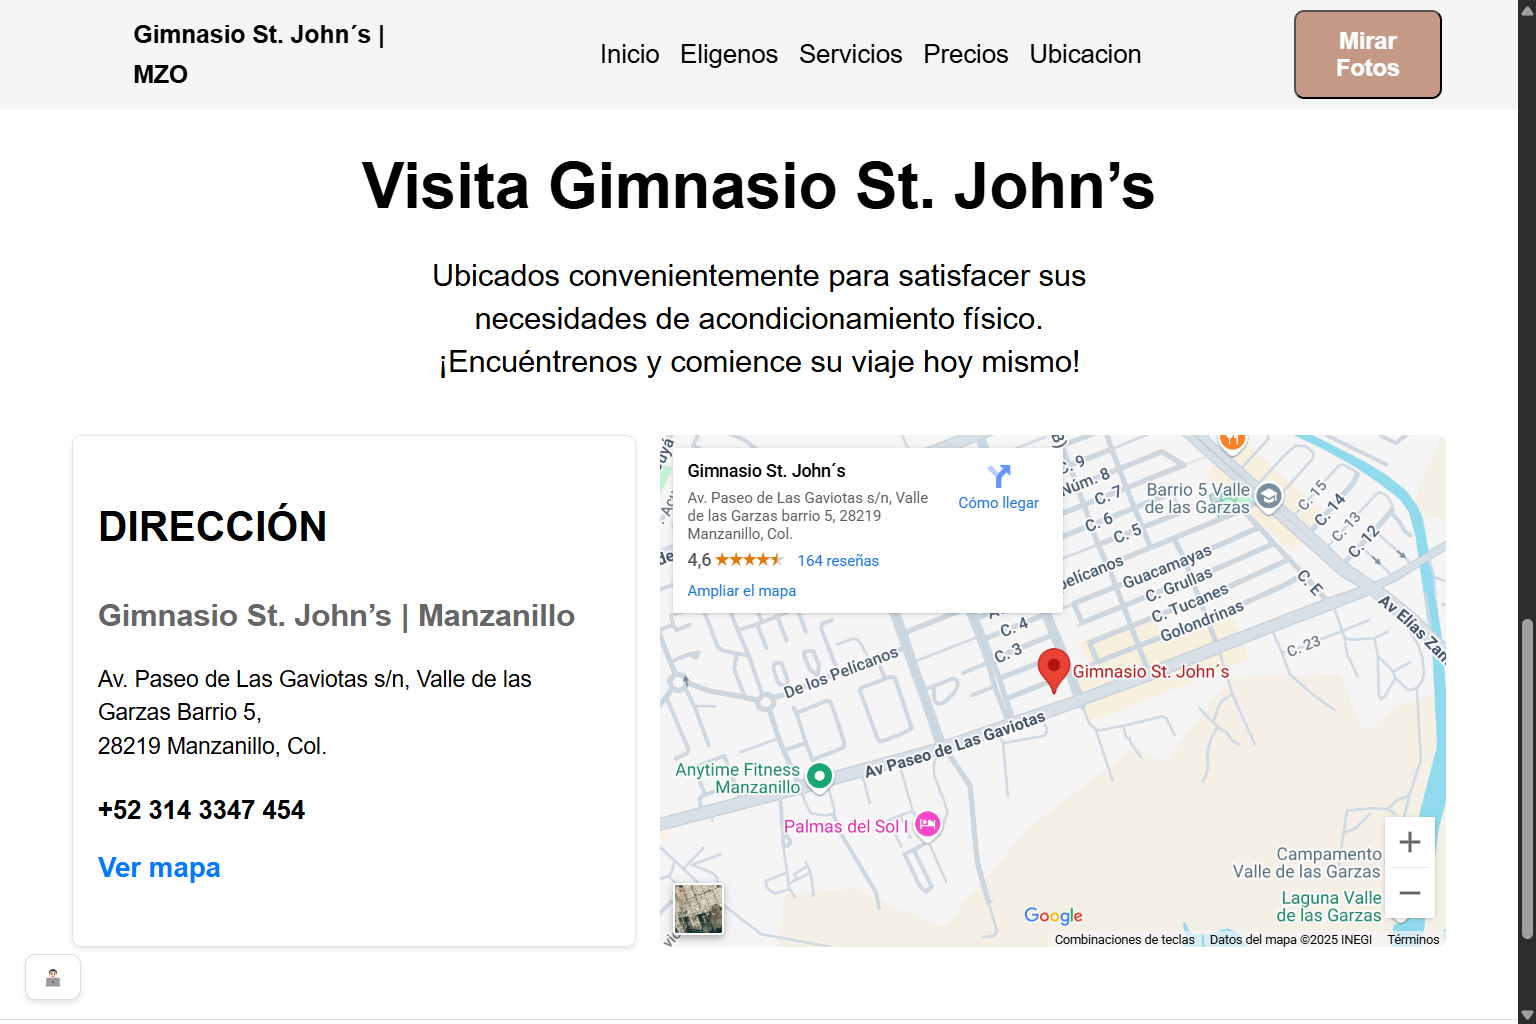 Gimnasio St. John´s |
MZO
Inicio Eligenos Servicios Precios Ubicacion
Mirar
Fotos
Visita Gimnasio St. John’s
Ubicados convenientemente para satisfacer sus
necesidades de acondicionamiento físico.
¡Encuéntrenos y comience su viaje hoy mismo!
DIRECCIÓN
Gimnasio St. John’s | Manzanillo
Av. Paseo de Las Gaviotas s/n, Valle de las
Garzas Barrio 5,
28219 Manzanillo, Col.
+52 314 3347 454
Ver mapa
Gimnasio St. John´s
Av. Paseo de Las Gaviotas s/n, Valle
de las Garzas barrio 5, 28219
Manzanillo, Col.
4,6
164 reseñas
Ampliar el mapa
Cómo llegar
C. 9
Núm. 8
C. 7
C. 6
C. 5
Barrio 5 Valle
de las Garzas
C. 15
C. 14
C. 13
C. 12
pelícanos
Guacamayas
C. Grullas
C. Tucanes
Golondrinas
C. E
Av Elías Zam
C. 4
C. 3
C. 23
De los Pelícanos
Gimnasio St. John´s
Av Paseo de Las Gaviotas
Anytime Fitness
Manzanillo
Palmas del Sol I
Campamento
Valle de las Garzas
Laguna Valle
de las Garzas
Google
Combinaciones de teclas
Datos del mapa ©2025 INEGI
Términos